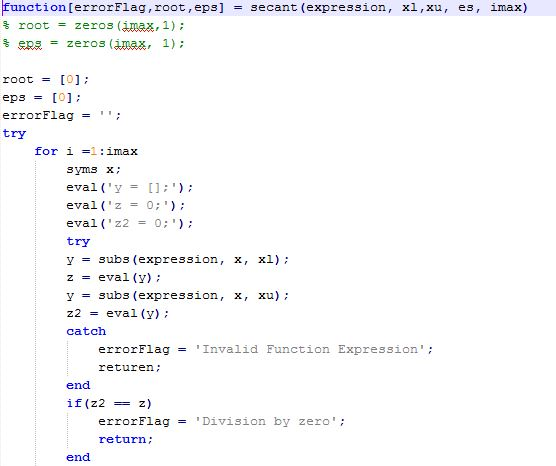 function[errorFlag,root,eps] = secant(expression, xl,xu, es, imax)
% root = zeros(imax,1);
% eps = zeros(imax, 1);
root = [0];
eps = [0];
errorFlag = '';
try
for i =1:imax
syms x;
eval('y = [];');
eval('z = 0;');
eval('z2 = 0;');
try
y = subs(expression, x, xl);
z = eval(y);
y = subs(expression, x, xu);
z2 = eval(y);
catch
errorFlag = 'Invalid Function Expression';
returen;
end
if(z2 == z)
errorFlag = 'Division by zero';
return;
end